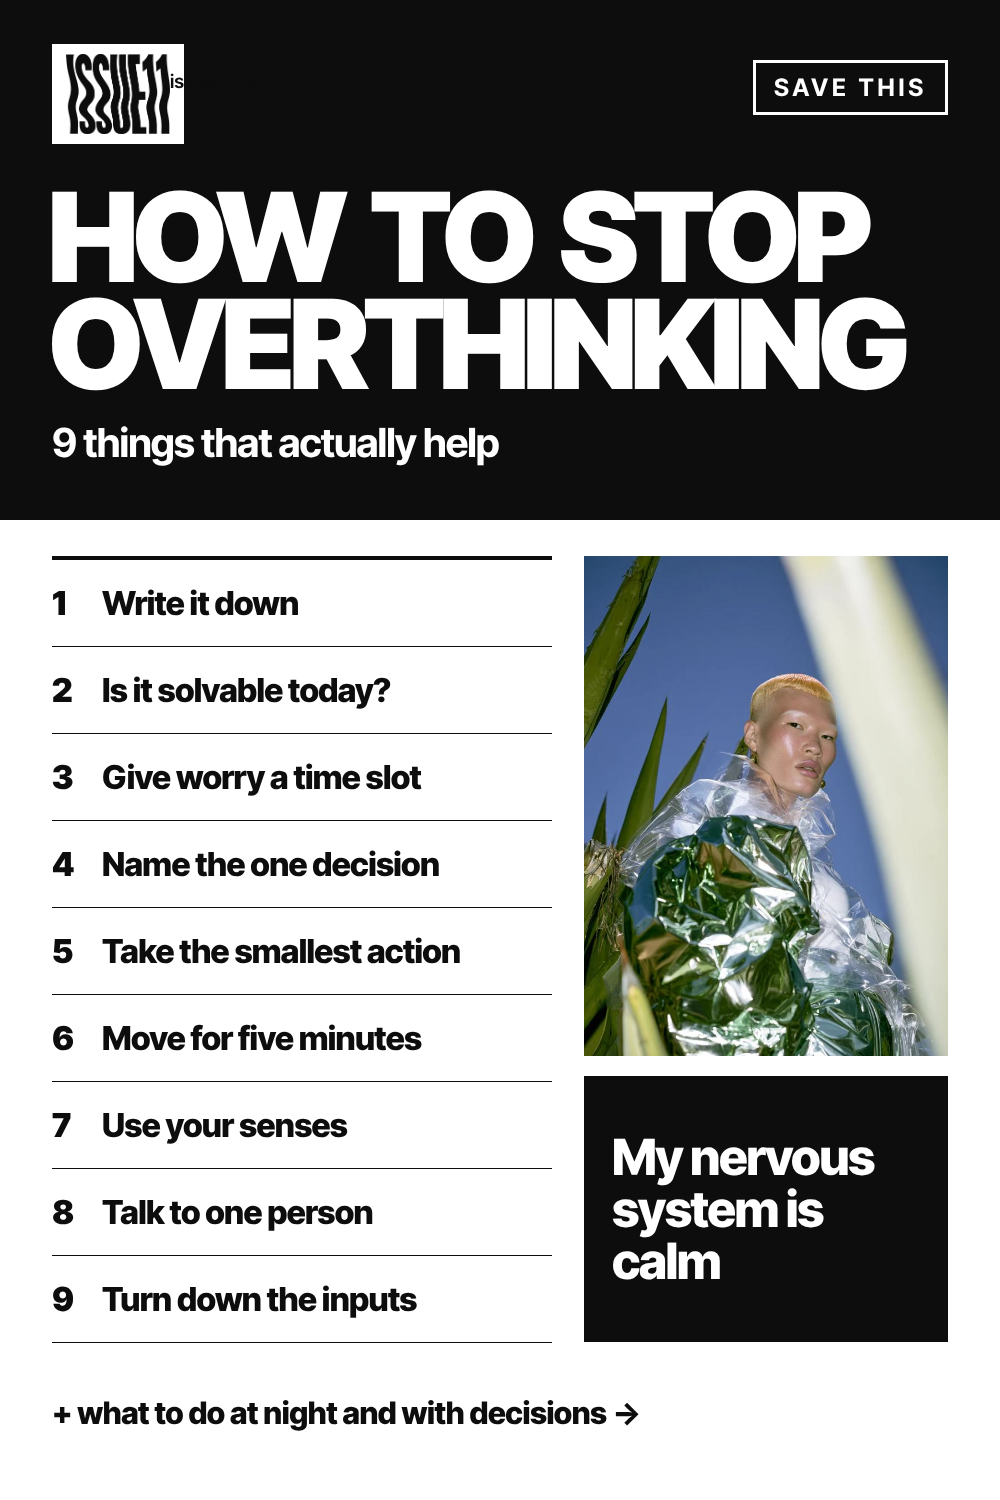 ISSUE11
is
SAVE THIS
HOW TO STOP
OVERTHINKING
9 things that actually help
1 Write it down
2 Is it solvable today?
3 Give worry a time slot
4 Name the one decision
5 Take the smallest action
6 Move for five minutes
7 Use your senses
8 Talk to one person
9 Turn down the inputs
My nervous
system is
calm
+ what to do at night and with decisions →